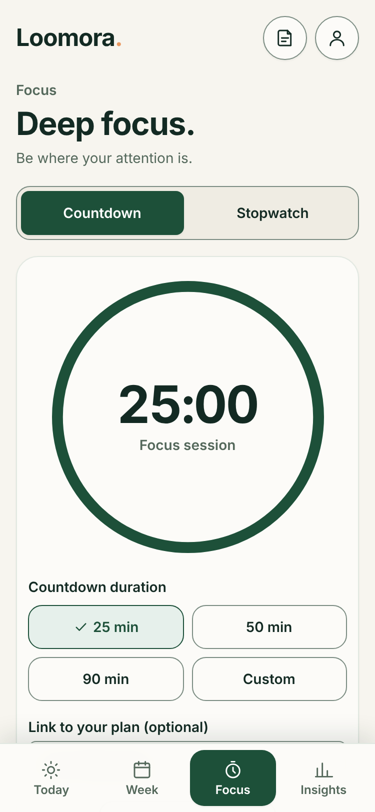 Loomora.
Focus
Deep focus.
Be where your attention is.
Countdown Stopwatch
25:00
Focus session
Countdown duration
25 min 50 min
90 min Custom
Link to your plan (optional)
Today Week Focus Insights